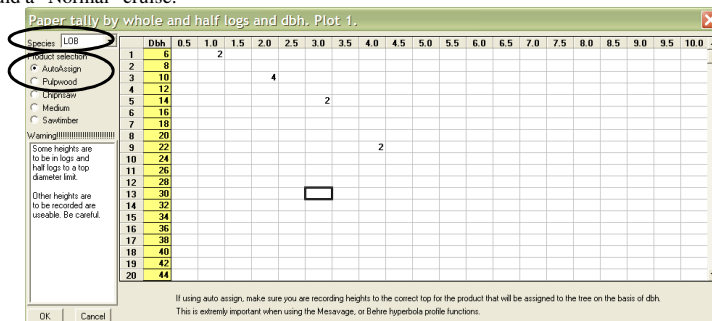 and a "Normal" cruise.
Paper tally by whole and half logs and dbh. Plot 1.
Species LOB
Product selection
AutoAssign
Pulpwood
Chipnsaw
Medium
Sawtimber
Warning!!!!!!!!!!!!!!!!!!!!!!!!!!!!!
Some heights are
to be in logs and
half logs to a top
diameter limit.
Other heights are
to be recorded are
useable. Be careful.
OK Cancel
Dbh 0.5 1.0 1.5 2.0 2.5 3.0 3.5 4.0 4.5 5.0 5.5 6.0 6.5 7.0 7.5 8.0 8.5 9.0 9.5 10.0
1 6 2
2 8
3 10 4
4 12
5 14 2
6 16
7 18
8 20
9 22 2
10 24
11 26
12 28
13 30
14 32
15 34
16 36
17 38
18 40
19 42
20 44
If using auto assign, make sure you are recording heights to the correct top for the product that will be assigned to the tree on the basis of dbh.
This is extremly important when using the Mesavage, or Behre hyperbola profile functions.